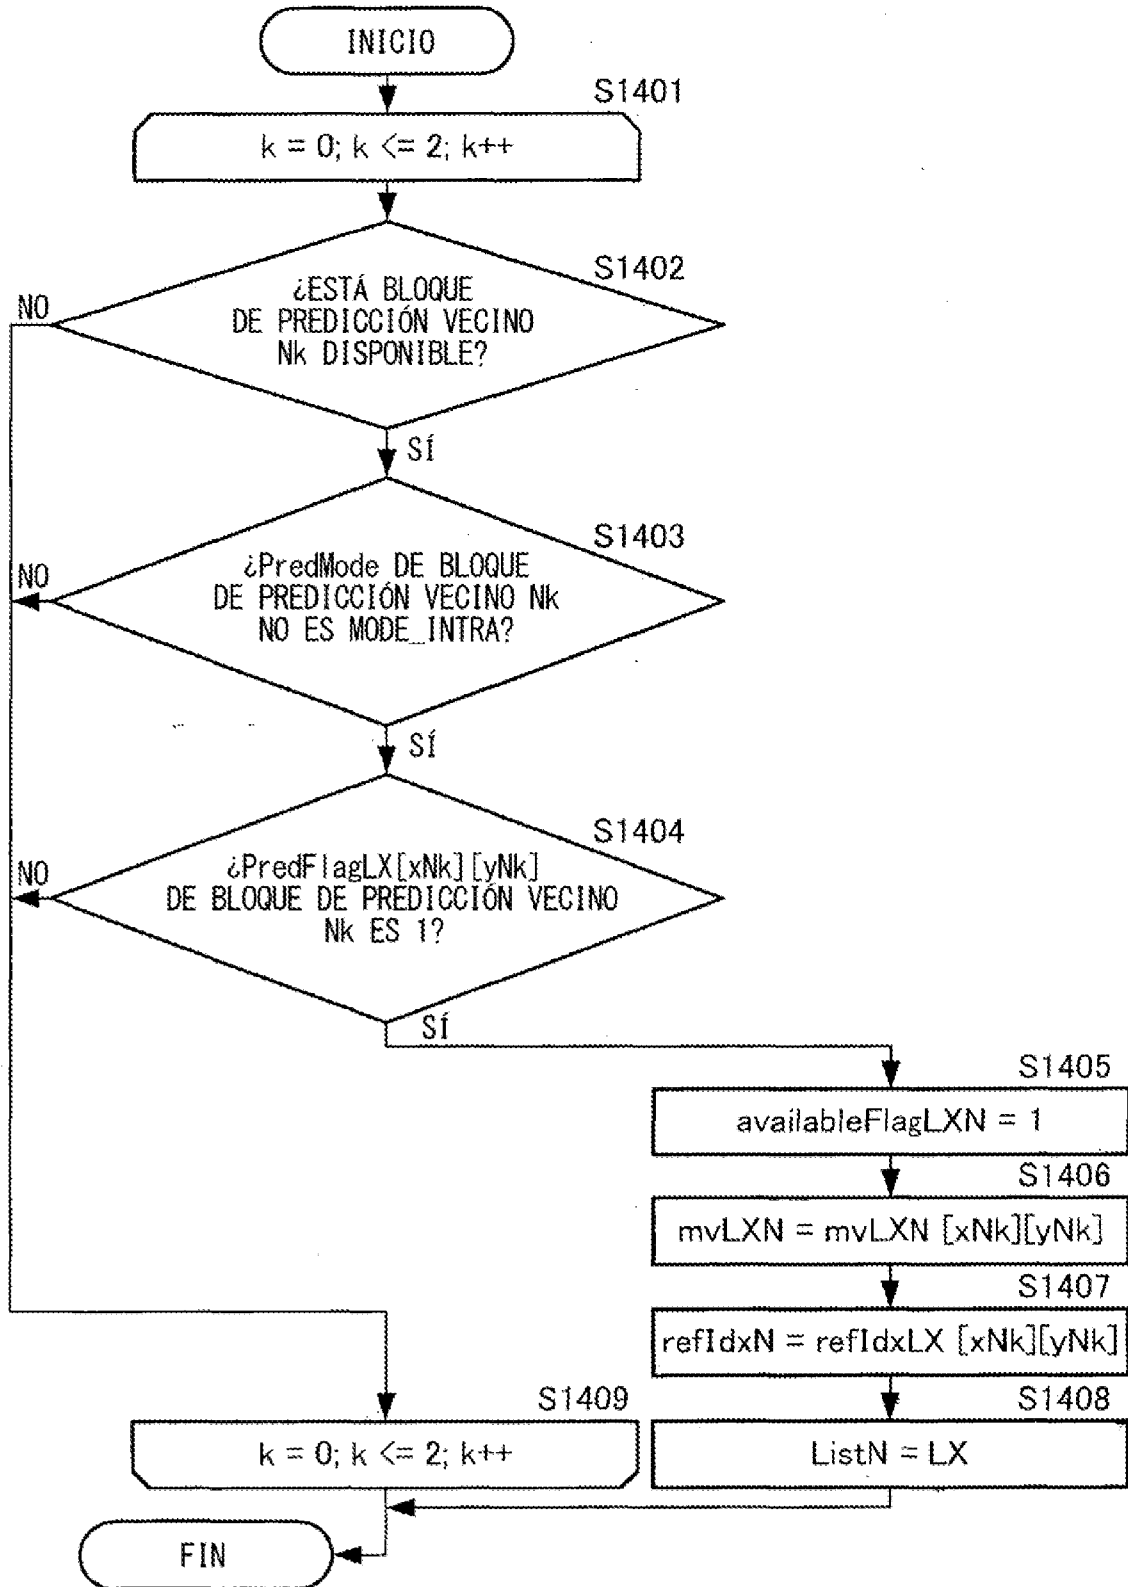 INICIO
S1401
k = 0; k <= 2; k++
S1402
¿ESTÁ BLOQUE
DE PREDICCIÓN VECINO
Nk DISPONIBLE?
NO
SÍ
S1403
¿PredMode DE BLOQUE
DE PREDICCIÓN VECINO Nk
NO ES MODE_INTRA?
NO
SÍ
S1404
¿PredFlagLX[xNk][yNk]
DE BLOQUE DE PREDICCIÓN VECINO
Nk ES 1?
NO
SÍ
S1405
availableFlagLXN = 1
S1406
mvLXN = mvLXN [xNk][yNk]
S1407
refIdxN = refIdxLX [xNk][yNk]
S1408
ListN = LX
S1409
k = 0; k <= 2; k++
FIN